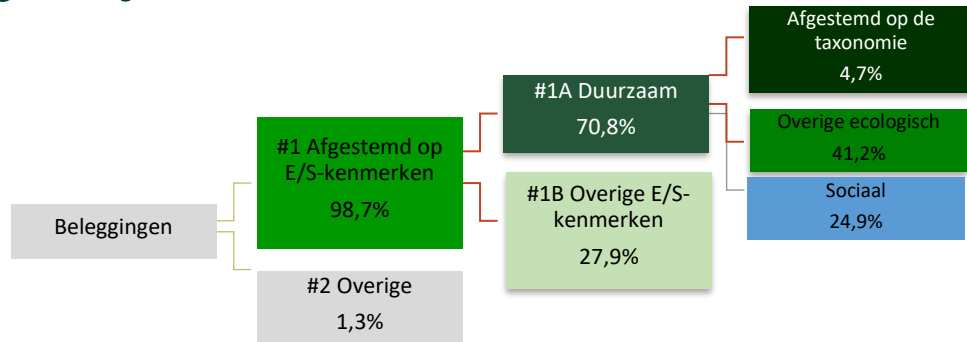 Beleggingen
#1 Afgestemd op
E/S-kenmerken
98,7%
#2 Overige
1,3%
#1A Duurzaam
70,8%
#1B Overige E/S-
kenmerken
27,9%
Afgestemd op de
taxonomie
4,7%
Overige ecologisch
41,2%
Sociaal
24,9%